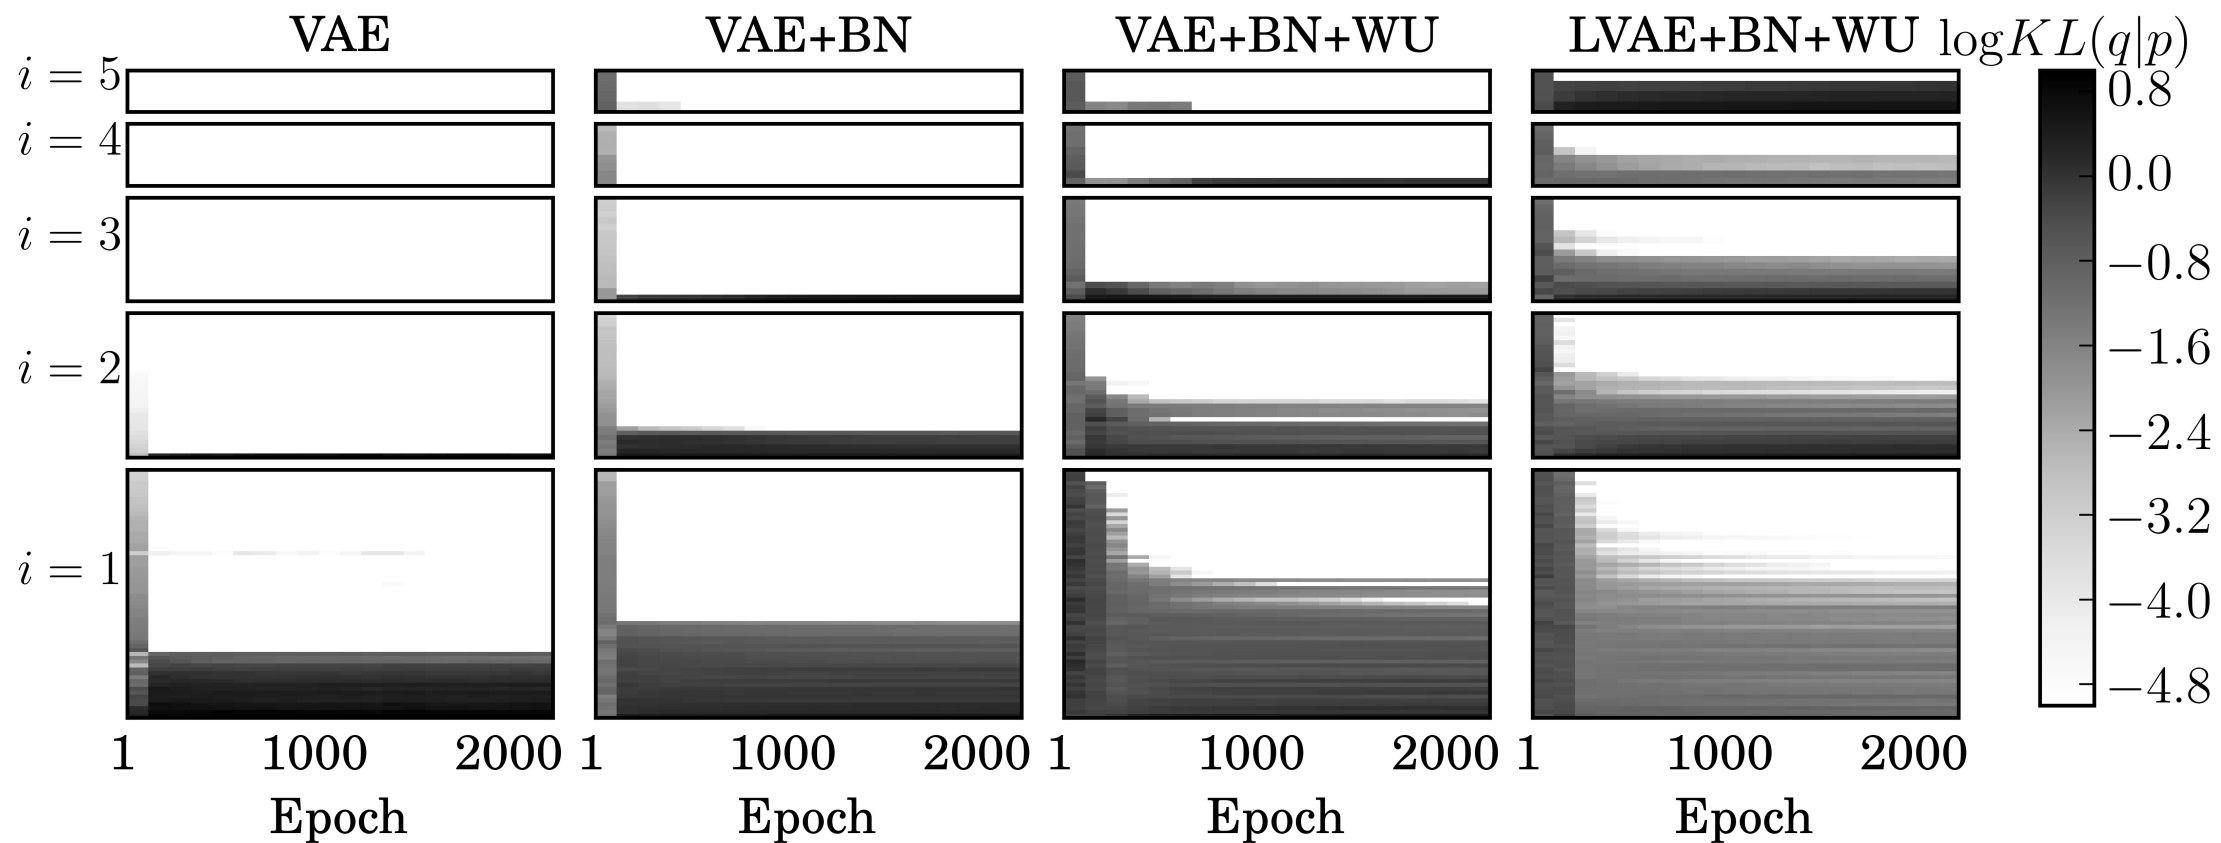 VAE VAE+BN VAE+BN+WU LVAE+BN+WU logKL(q|p)
i = 5
i = 4
i = 3
i = 2
i = 1
0.8
0.0
−0.8
−1.6
−2.4
−3.2
−4.0
−4.8
1 1000 2000 1 1000 2000 1 1000 2000 1 1000 2000
Epoch Epoch Epoch Epoch